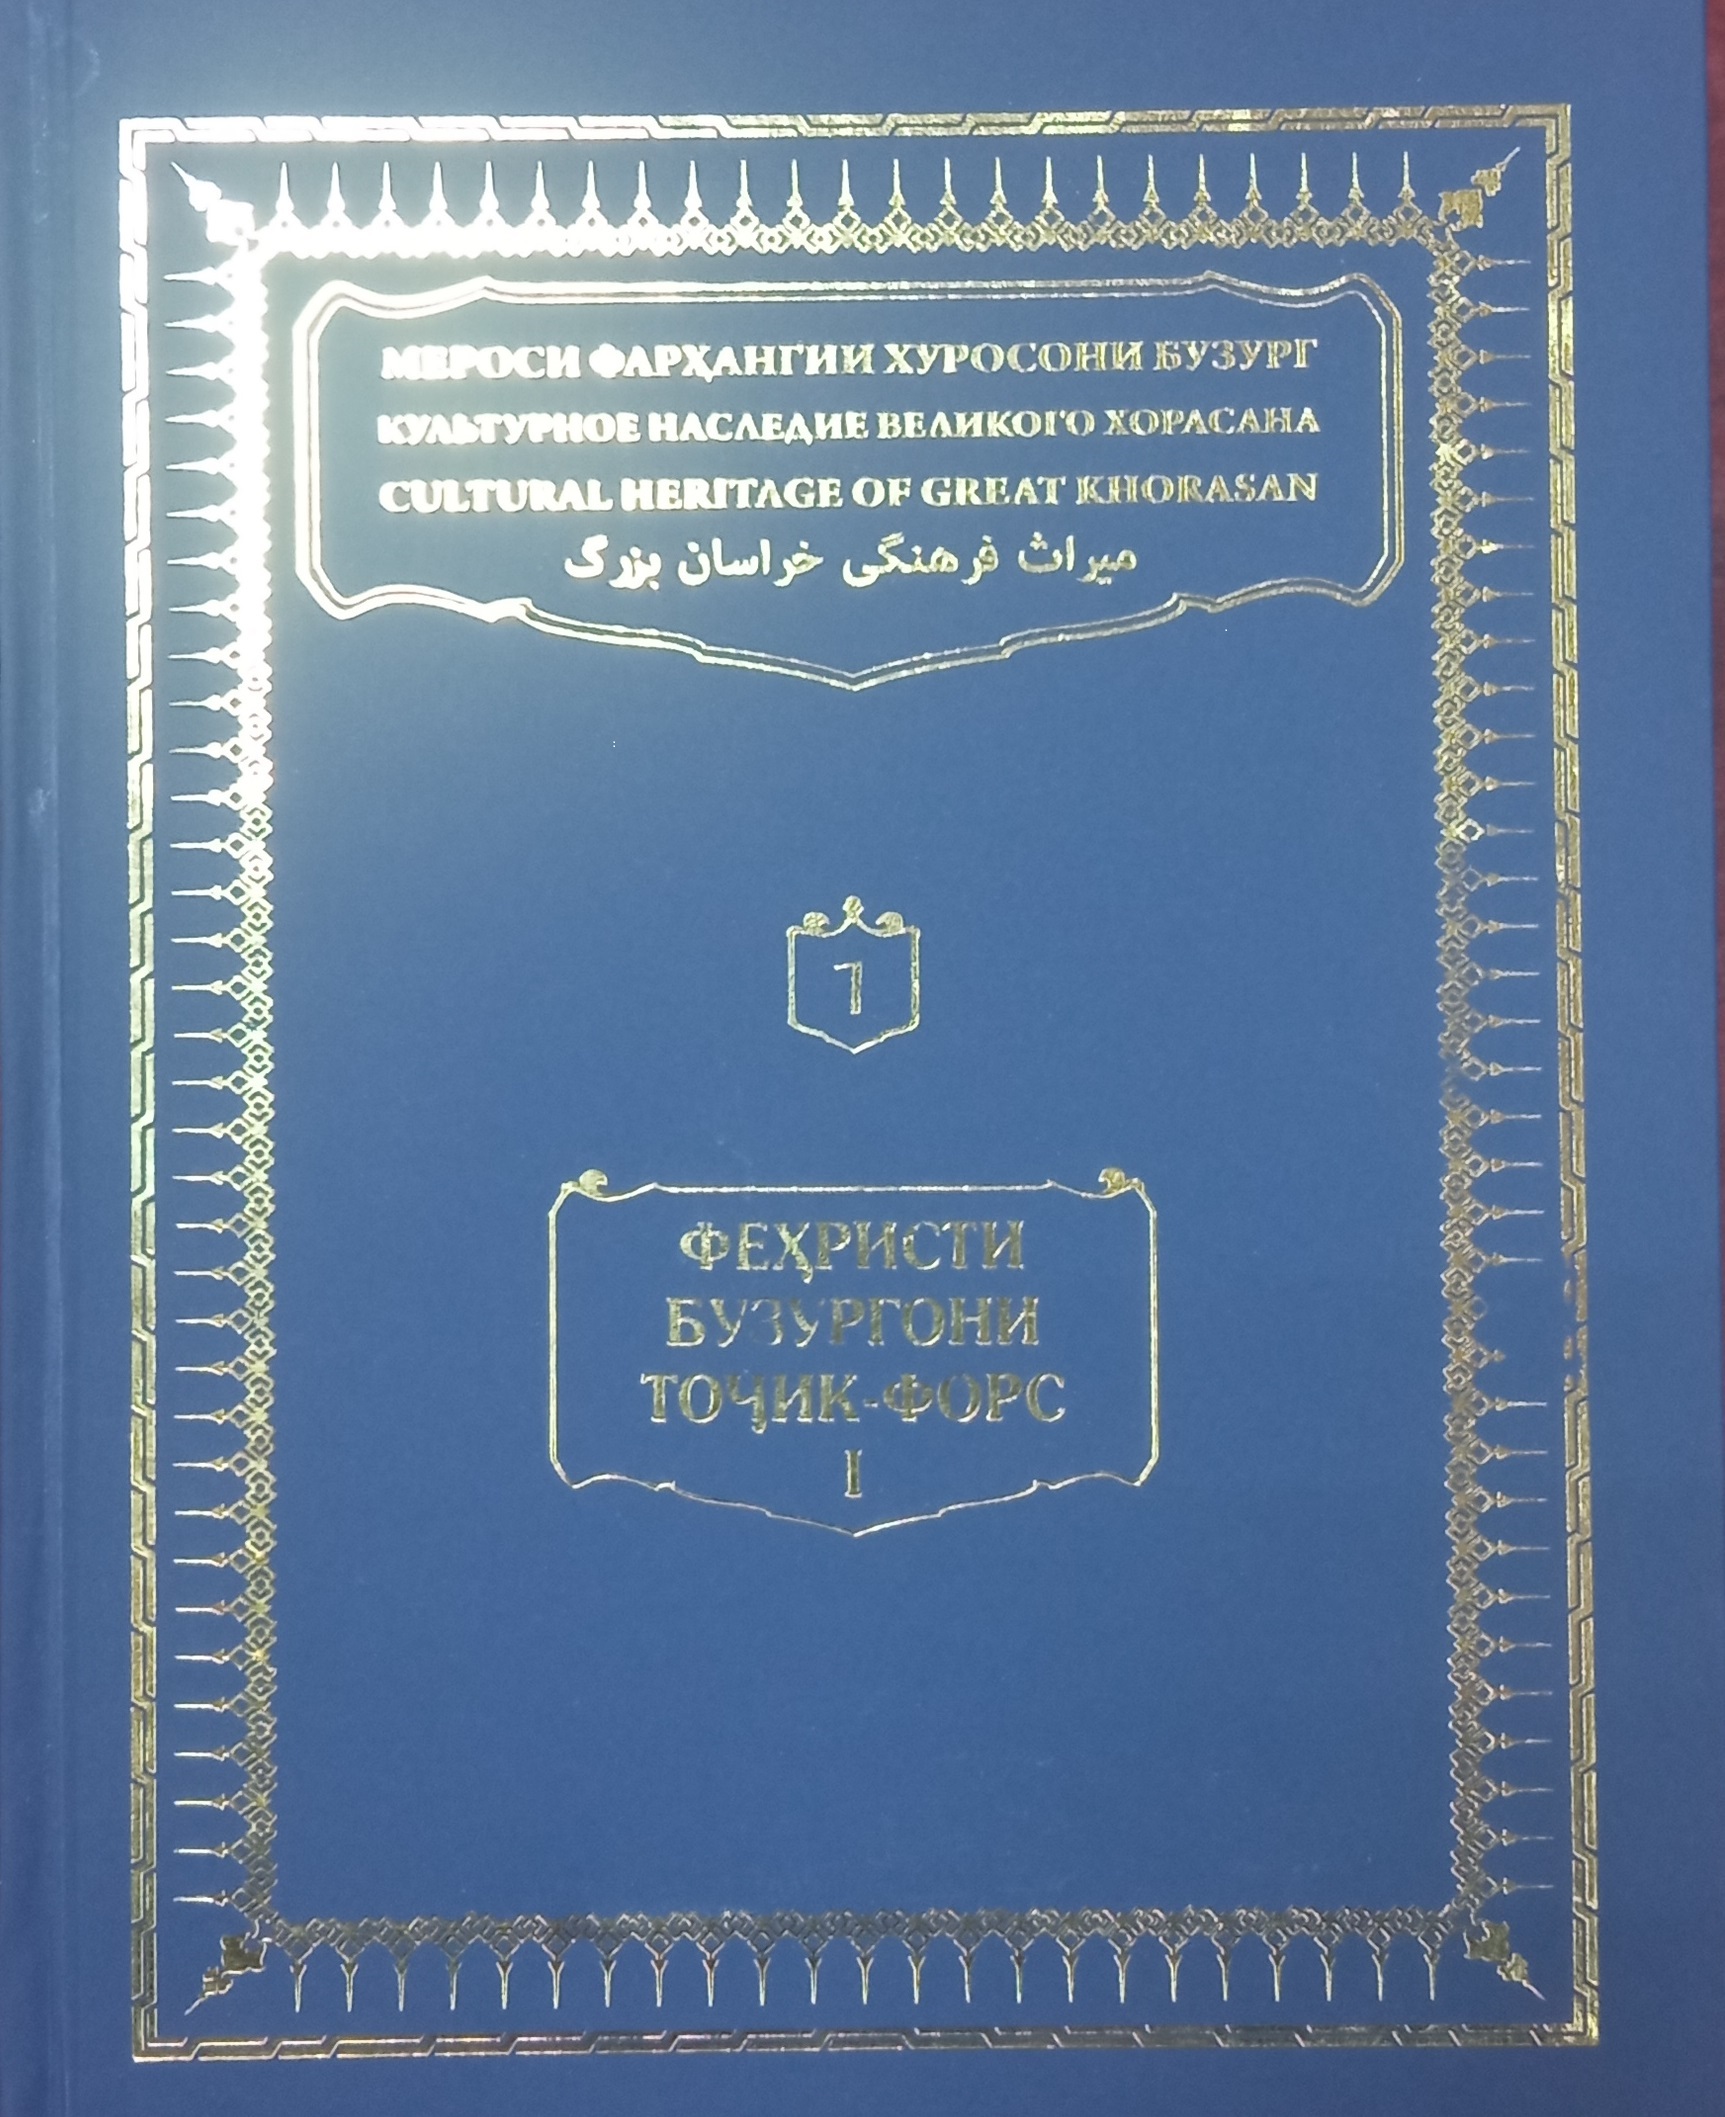 МЕРОСИ ФАРҲАНГИИ ХУРОСОНИ БУЗУРГ
КУЛЬТУРНОЕ НАСЛЕДИЕ ВЕЛИКОГО ХОРАСАНА
CULTURAL HERITAGE OF GREAT KHORASAN
میراث فرهنگی خراسان بزرگ
1
ФЕҲРИСТИ
БУЗУРГОНИ
ТОҶИК-ФОРС
I